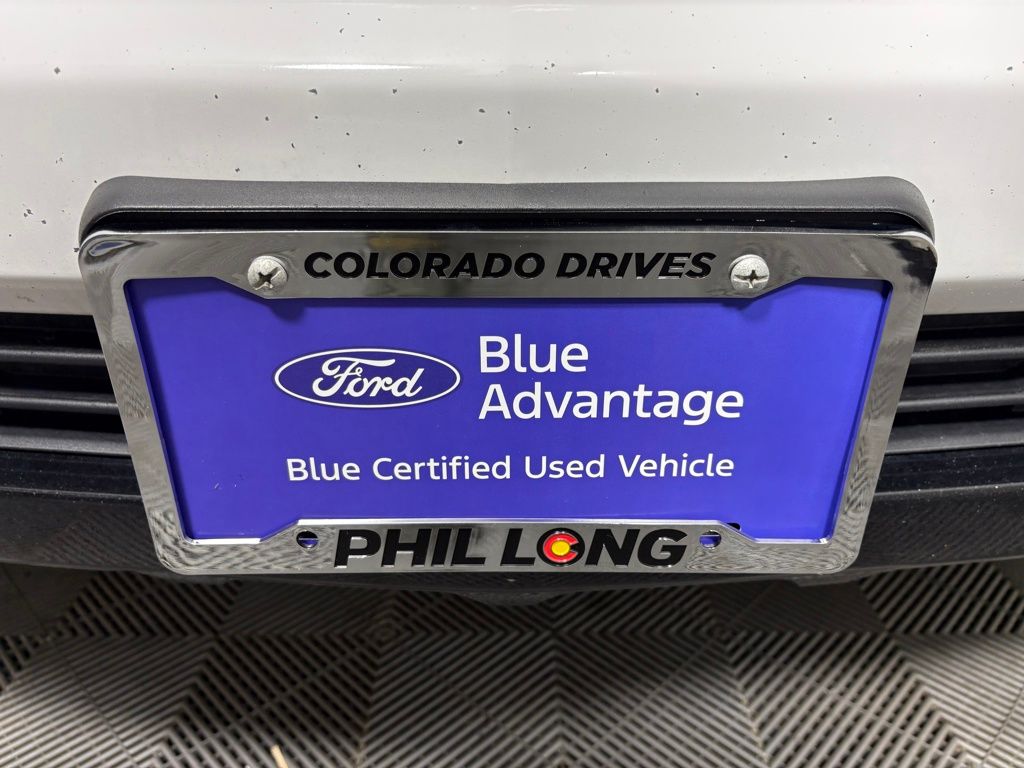 COLORADO DRIVES
Ford
Blue
Advantage
Blue Certified Used Vehicle
PHIL LONG